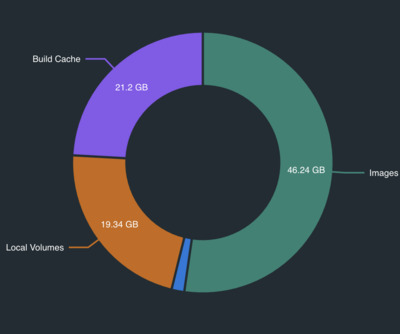 Build Cache
21.2 GB
46.24 GB
Images
19.34 GB
Local Volumes